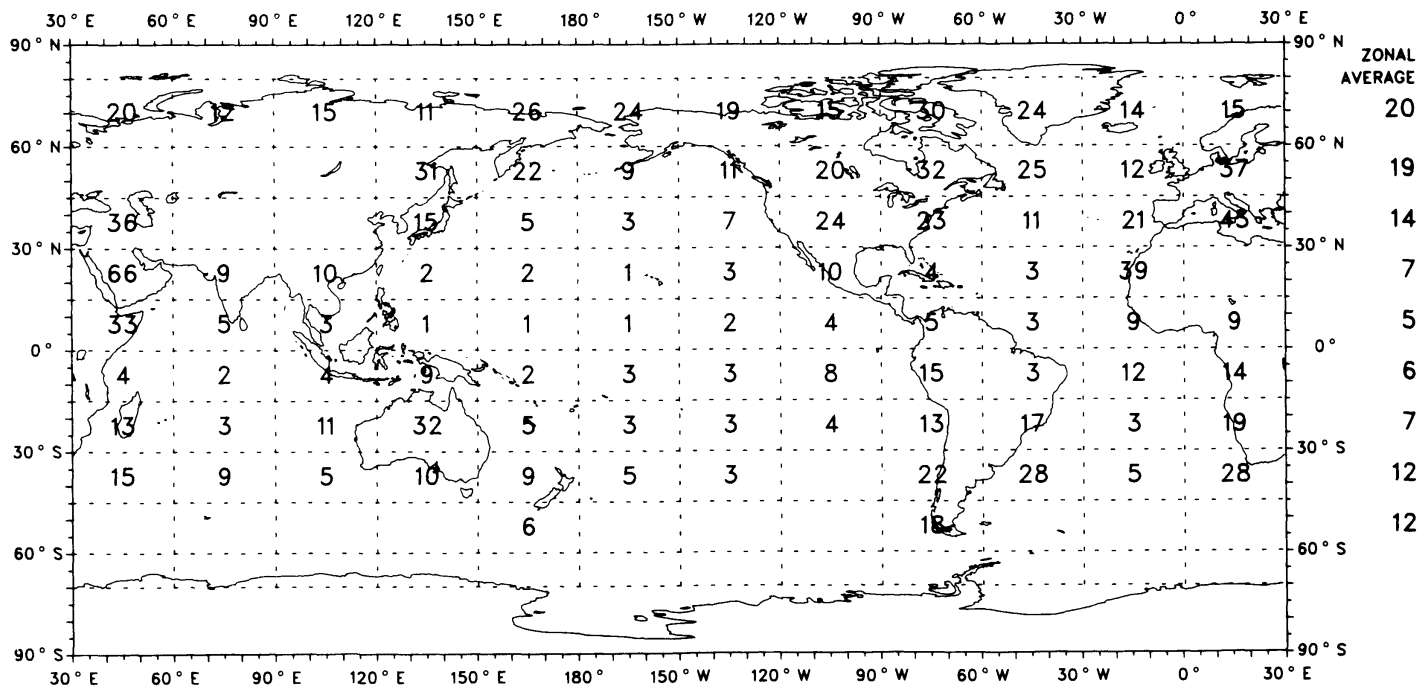 30° E 60° E 90° E 120° E 150° E 180° 150° W 120° W 90° W 60° W 30° W 0° 30° E
90° N 90° N
ZONAL
AVERAGE
20 12 15 11 26 24 19 15 30 24 14 15 20
60° N 60° N
31 22 9 11 20 32 25 12 37 19
36 15 5 3 7 24 23 11 21 45 14
30° N 30° N
66 9 10 2 2 1 3 10 4 3 39 7
33 5 3 1 1 1 2 4 5 3 9 9 5
0° 0°
4 2 4 9 2 3 3 8 15 3 12 14 6
13 3 11 32 5 3 3 4 13 17 3 19 7
30° S 30° S
15 9 5 10 9 5 3 22 28 5 28 12
6 18 12
60° S 60° S
90° S 90° S
30° E 60° E 90° E 120° E 150° E 180° 150° W 120° W 90° W 60° W 30° W 0° 30° E